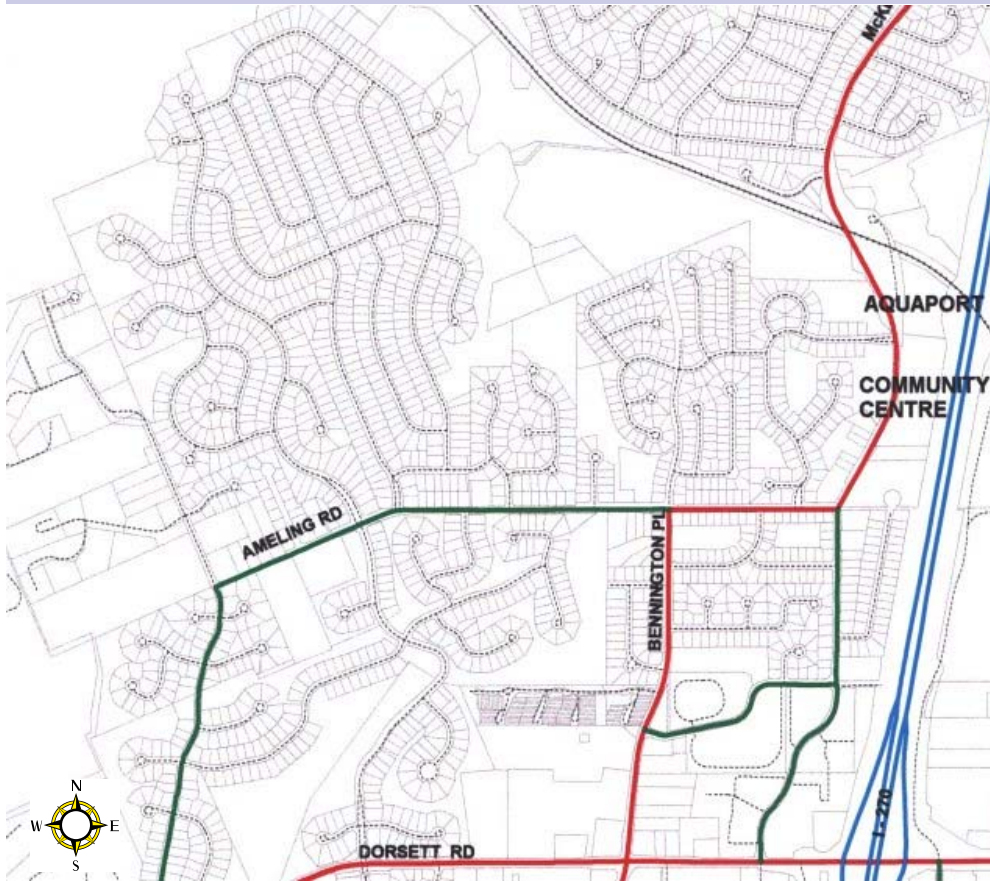 AQUAPORT
COMMUNITY
CENTRE
AMELING RD
BENNINGTON PL
N
W
E
S
I - 270
DORSETT RD